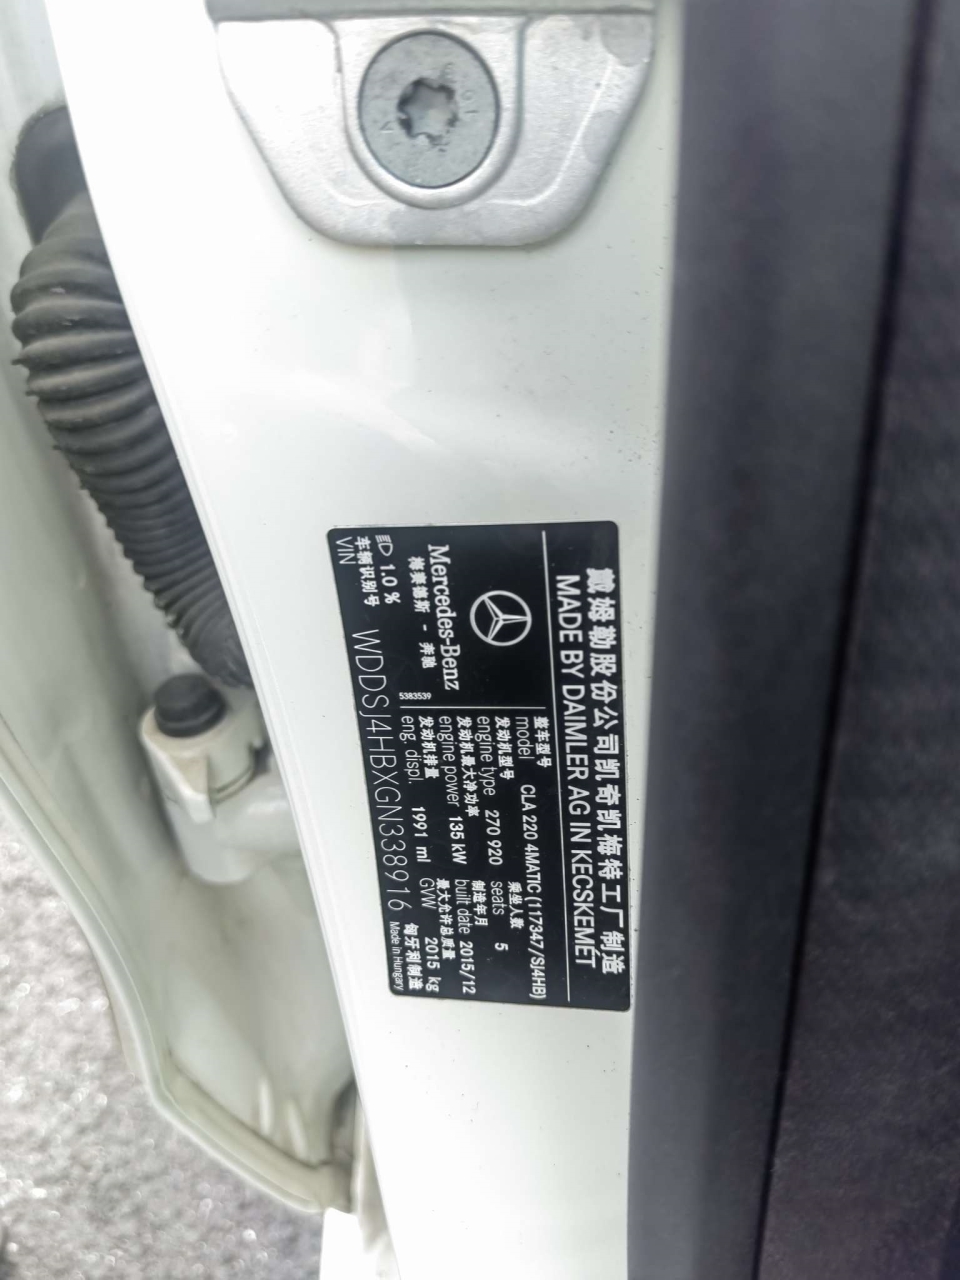 戴姆勒股份公司凯奇凯梅特工厂制造
MADE BY DAIMLER AG IN KECSKEMÉT
Mercedes-Benz
梅赛德斯 - 奔驰
5383539
整车型号
model CLA 220 4MATIC (117347/SJ4HB)
发动机型号 乘坐人数
engine type 270 920 seats 5
发动机最大净功率 制造年月
engine power 135 kW built date 2015/12
发动机排量 最大允许总质量
eng. displ. 1991 ml GVW 2015 kg
1.0 %
车辆识别号 匈牙利制造
VIN WDDSJ4HBXGN338916 Made in Hungary